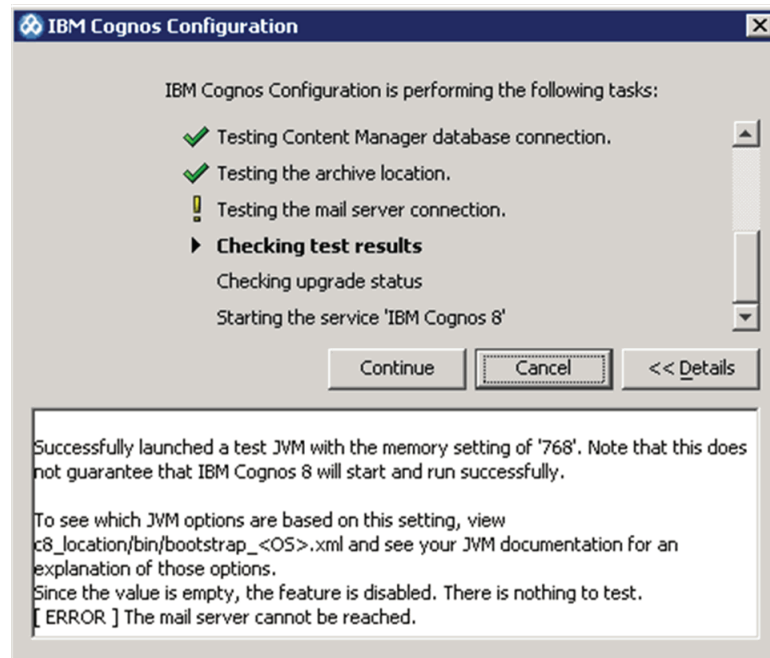 IBM Cognos Configuration
IBM Cognos Configuration is performing the following tasks:
Testing Content Manager database connection.
Testing the archive location.
Testing the mail server connection.
Checking test results
Checking upgrade status
Starting the service 'IBM Cognos 8'
Continue Cancel << Details
Successfully launched a test JVM with the memory setting of '768'. Note that this does
not guarantee that IBM Cognos 8 will start and run successfully.
To see which JVM options are based on this setting, view
c8_location/bin/bootstrap_<OS>.xml and see your JVM documentation for an
explanation of those options.
Since the value is empty, the feature is disabled. There is nothing to test.
[ ERROR ] The mail server cannot be reached.